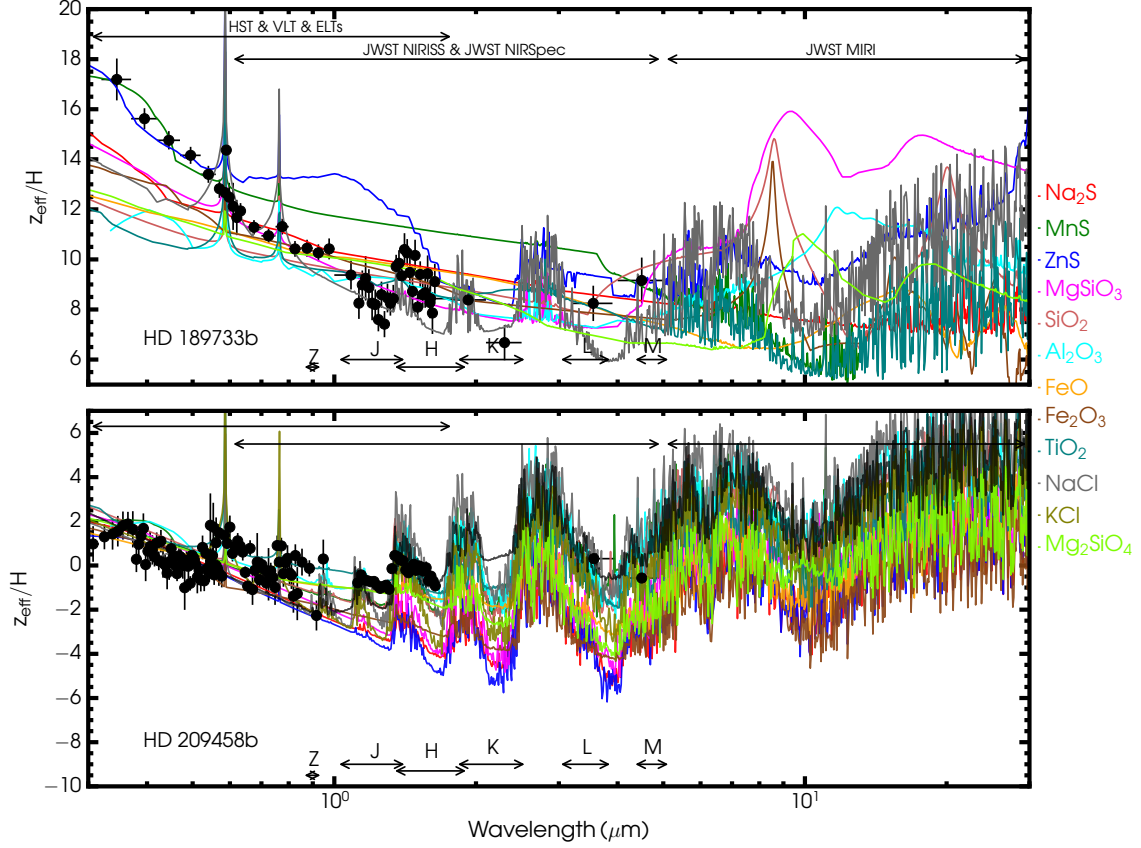 20
18
16
14
12
10
8
6
z_eff/H
HST & VLT & ELTs
JWST NIRISS & JWST NIRSpec
JWST MIRI
HD 189733b
Z
J
H
K
L
M
Na₂S
MnS
ZnS
MgSiO₃
SiO₂
Al₂O₃
FeO
Fe₂O₃
TiO₂
NaCl
KCl
Mg₂SiO₄
6
4
2
0
−2
−4
−6
−8
−10
z_eff/H
HD 209458b
Z
J
H
K
L
M
10⁰
10¹
Wavelength (μm)